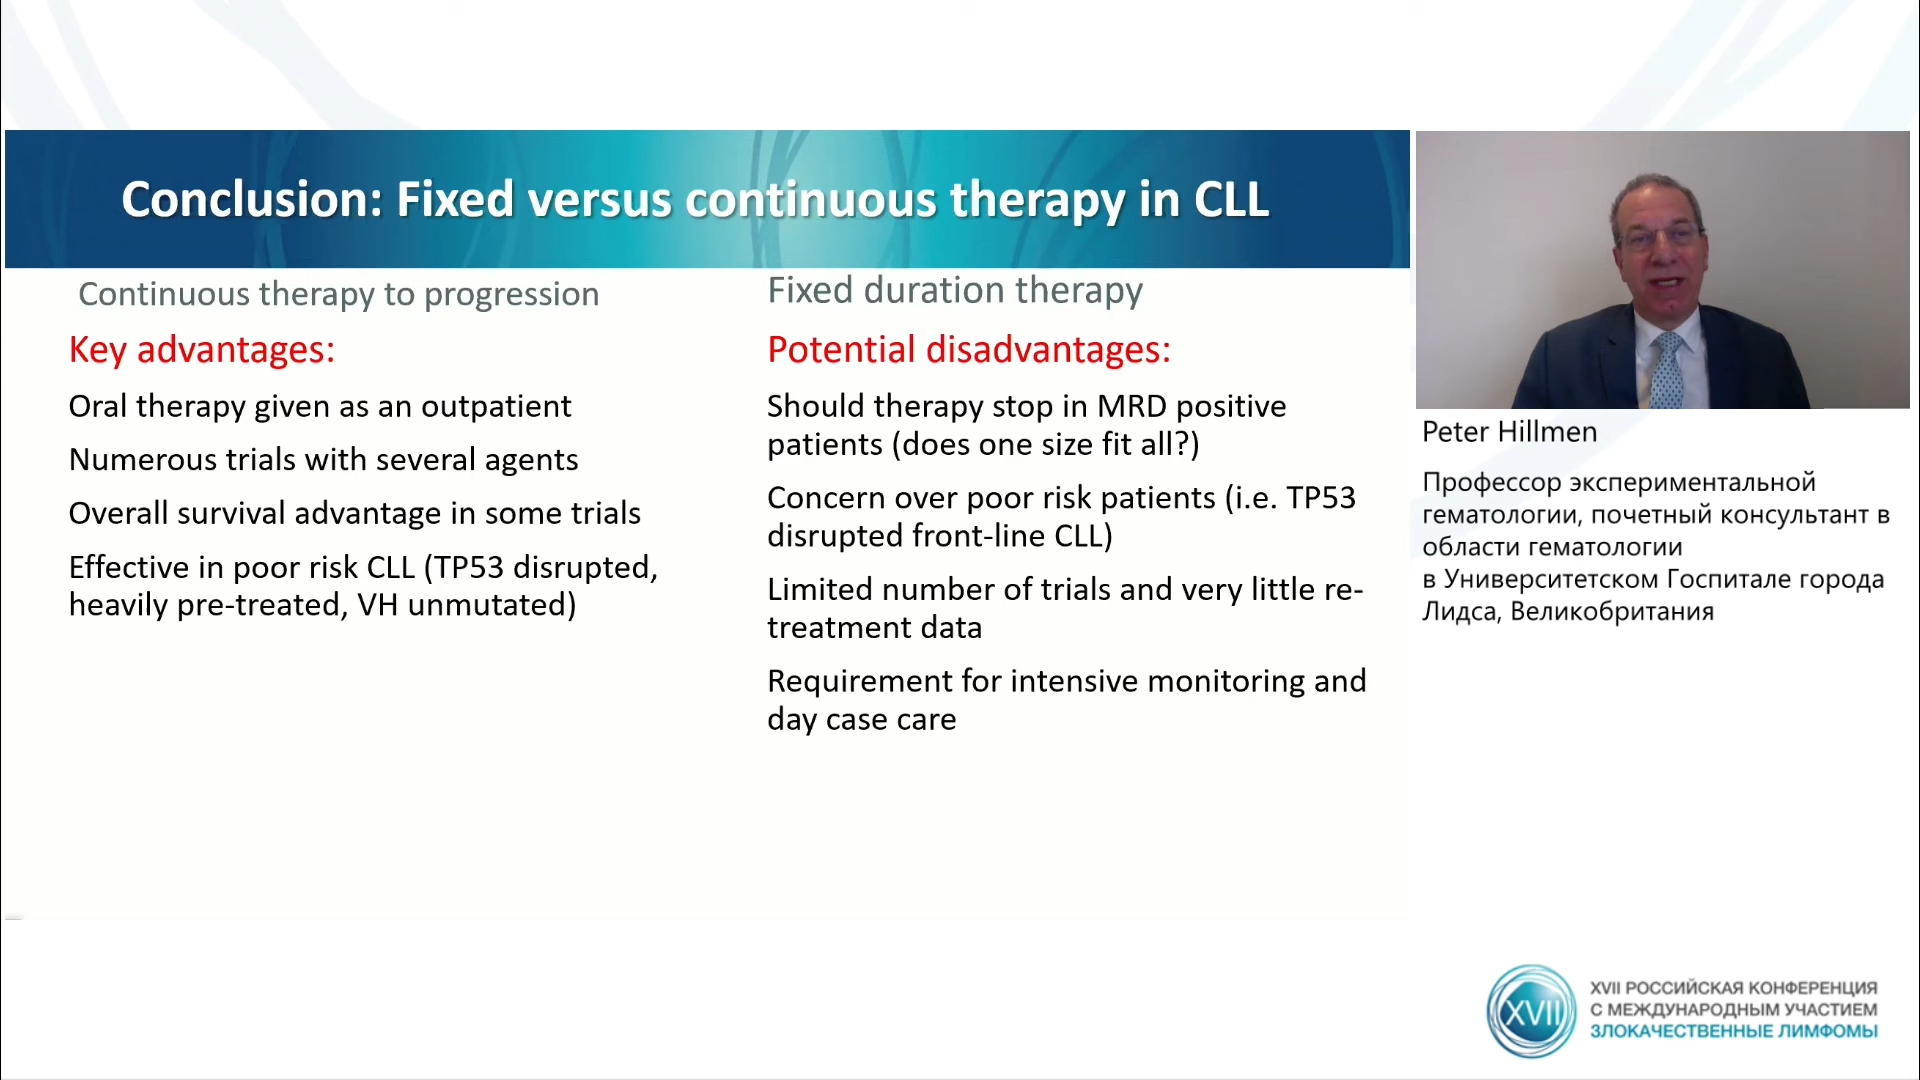 Conclusion: Fixed versus continuous therapy in CLL
Continuous therapy to progression
Key advantages:
Oral therapy given as an outpatient
Numerous trials with several agents
Overall survival advantage in some trials
Effective in poor risk CLL (TP53 disrupted,
heavily pre-treated, VH unmutated)
Fixed duration therapy
Potential disadvantages:
Should therapy stop in MRD positive
patients (does one size fit all?)
Concern over poor risk patients (i.e. TP53
disrupted front-line CLL)
Limited number of trials and very little re-
treatment data
Requirement for intensive monitoring and
day case care
Peter Hillmen
Профессор экспериментальной
гематологии, почетный консультант в
области гематологии
в Университетском Госпитале города
Лидса, Великобритания
XVII
XVII РОССИЙСКАЯ КОНФЕРЕНЦИЯ
С МЕЖДУНАРОДНЫМ УЧАСТИЕМ
ЗЛОКАЧЕСТВЕННЫЕ ЛИМФОМЫ